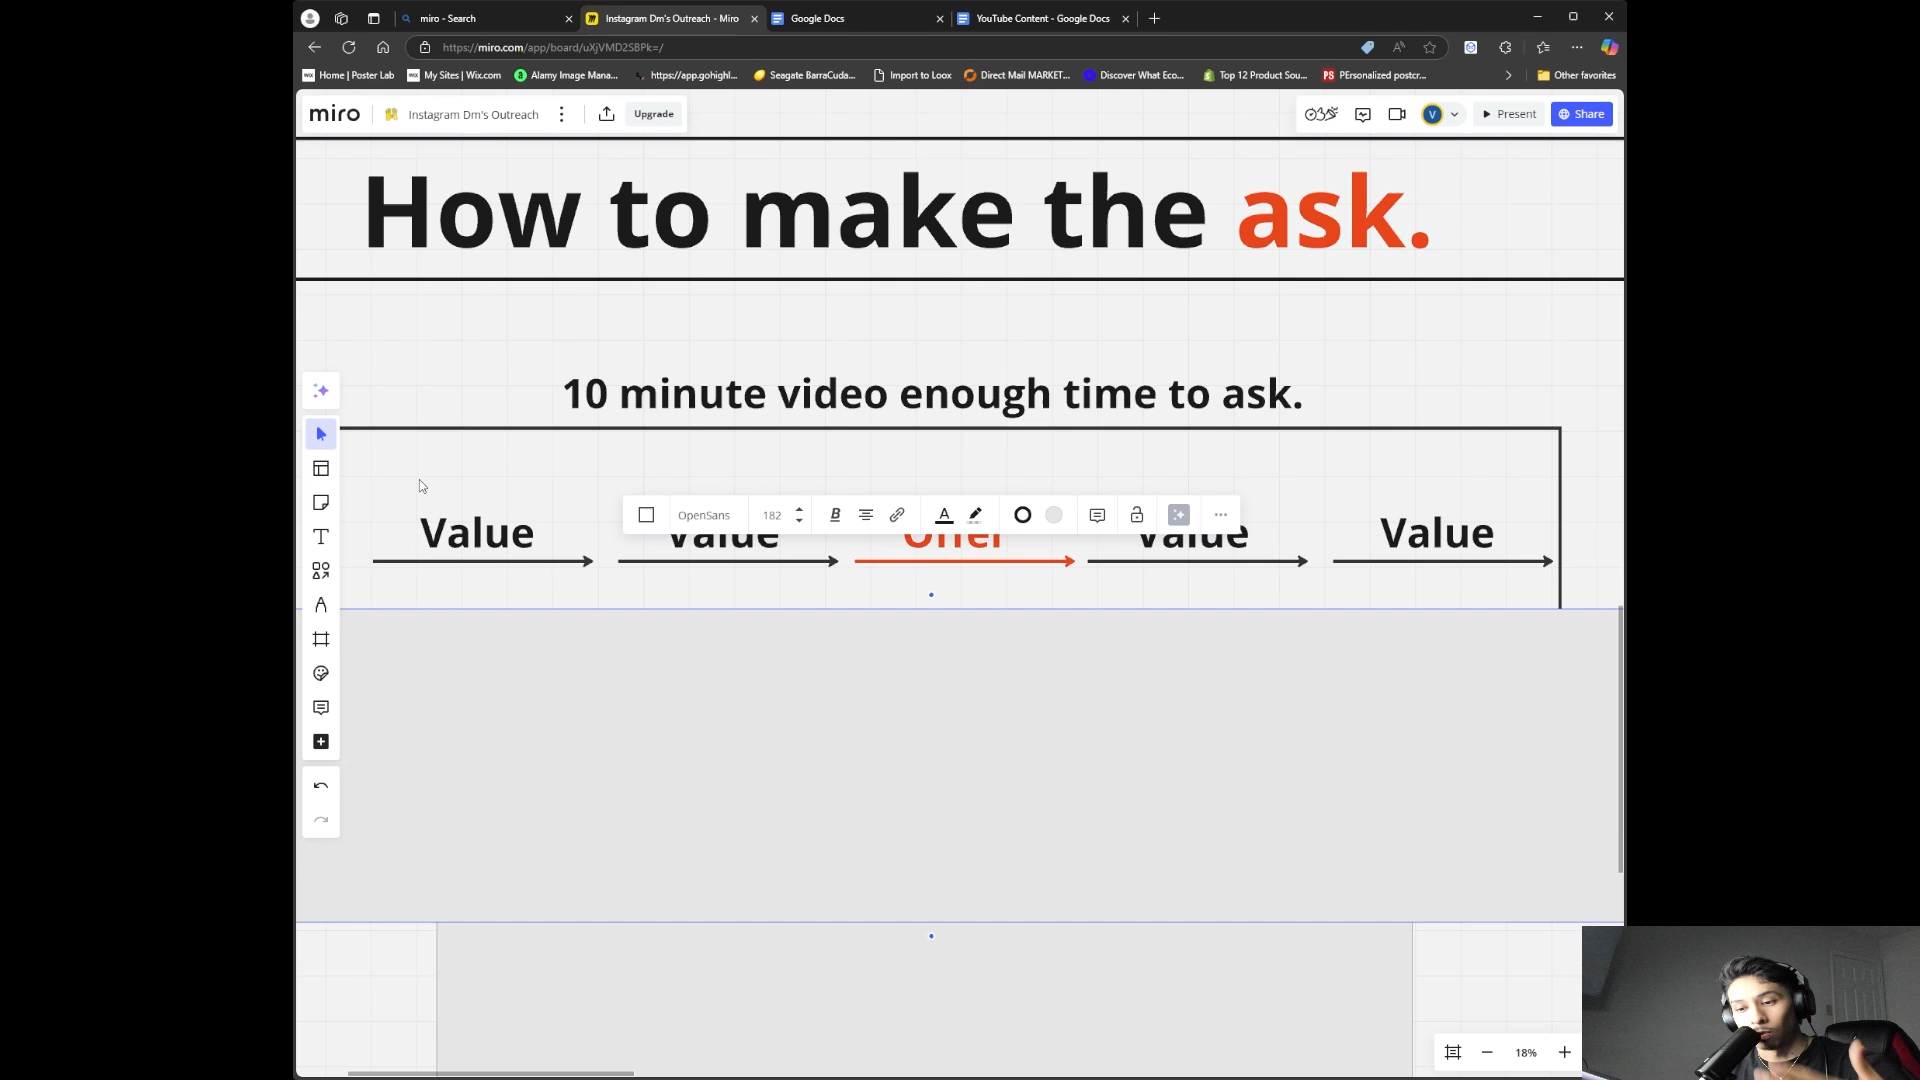 miro - Search
Instagram Dm's Outreach - Miro
Google Docs
YouTube Content - Google Docs
https://miro.com/app/board/uXjVMD2SBPk=/
Home | Poster Lab
My Sites | Wix.com
Alamy Image Mana...
https://app.gohighl...
Seagate BarraCuda...
Import to Loox
Direct Mail MARKET...
Discover What Eco...
Top 12 Product Sou...
PErsonalized postcr...
Other favorites
miro
Instagram Dm's Outreach
Upgrade
V
Present
Share
How to make the ask.
10 minute video enough time to ask.
OpenSans
182
B
A
Value
Value
Offer
Value
Value
18%